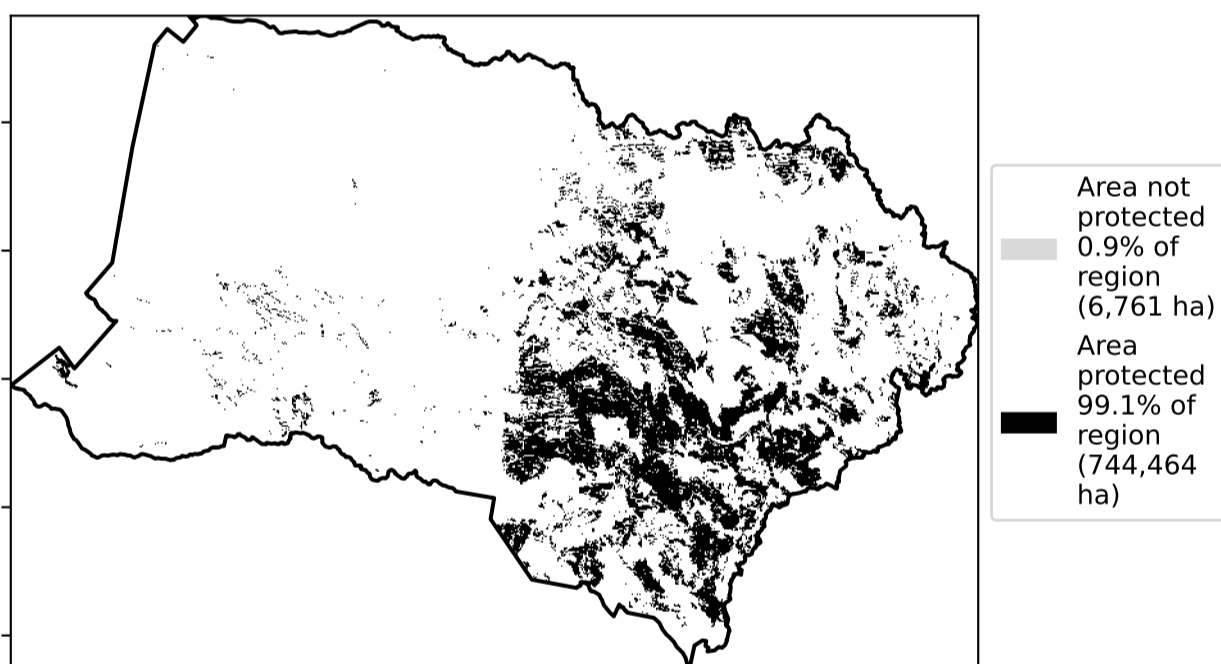 Area not
protected
0.9% of
region
(6,761 ha)
Area
protected
99.1% of
region
(744,464
ha)